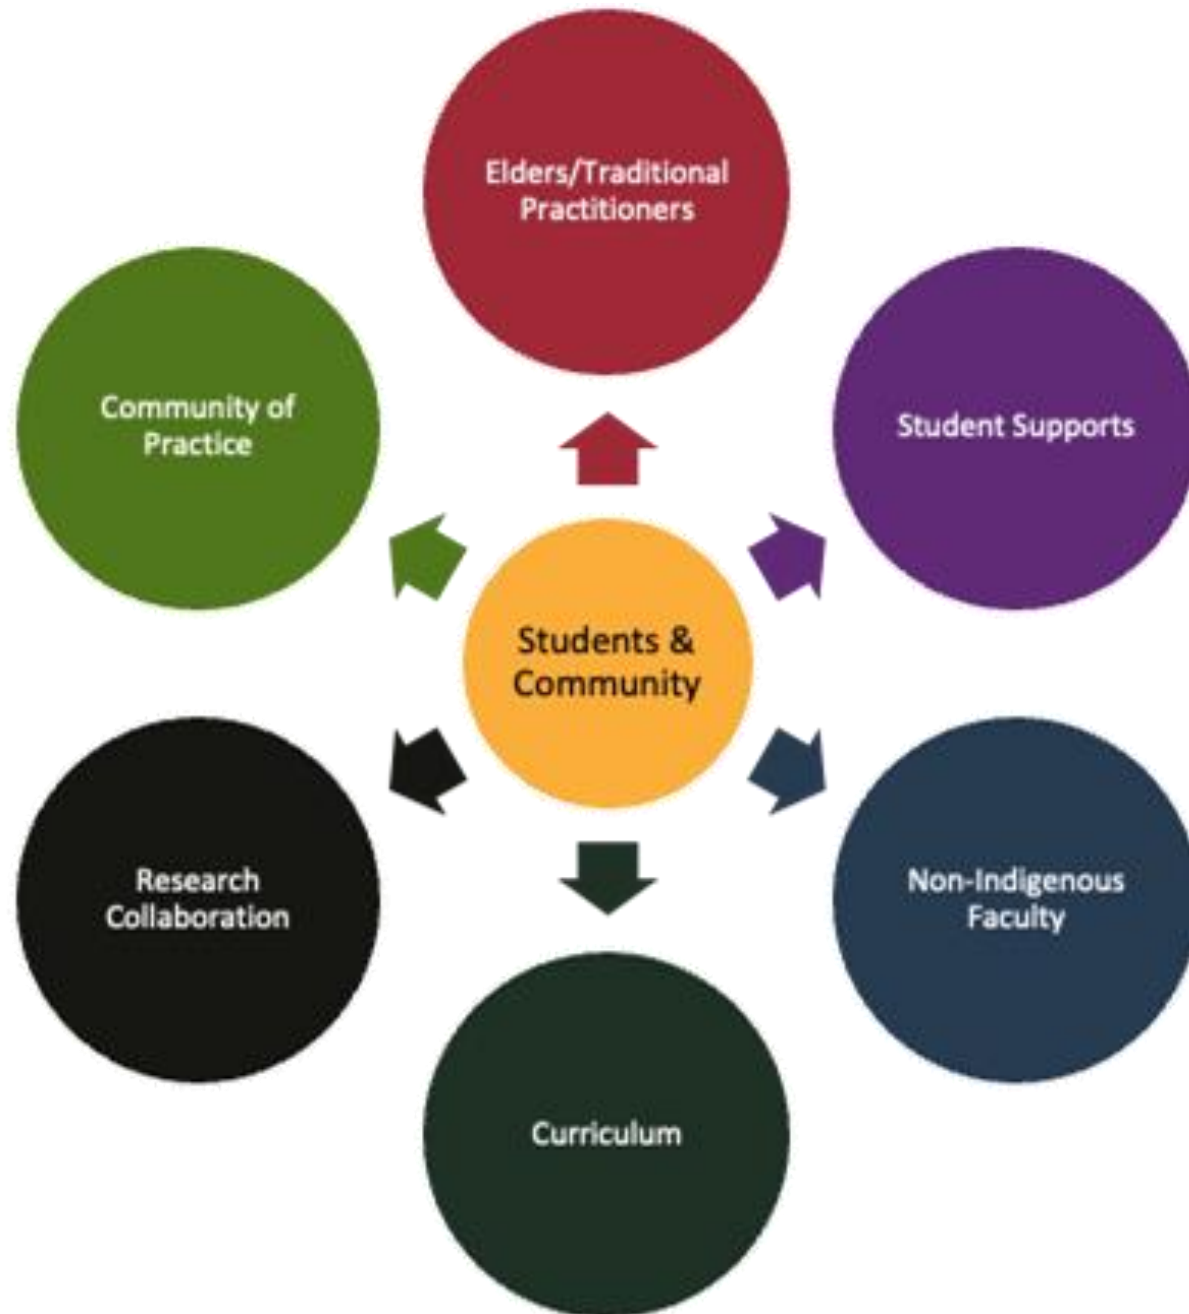 Elders/Traditional
Practitioners
Community of
Practice
Student Supports
Students &
Community
Research
Collaboration
Non-Indigenous
Faculty
Curriculum